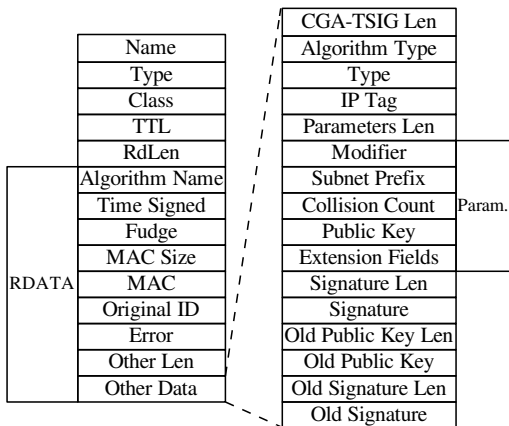 Name
Type
Class
TTL
RdLen
RDATA
Algorithm Name
Time Signed
Fudge
MAC Size
MAC
Original ID
Error
Other Len
Other Data
CGA-TSIG Len
Algorithm Type
Type
IP Tag
Parameters Len
Modifier
Subnet Prefix
Collision Count
Public Key
Extension Fields
Param.
Signature Len
Signature
Old Public Key Len
Old Public Key
Old Signature Len
Old Signature